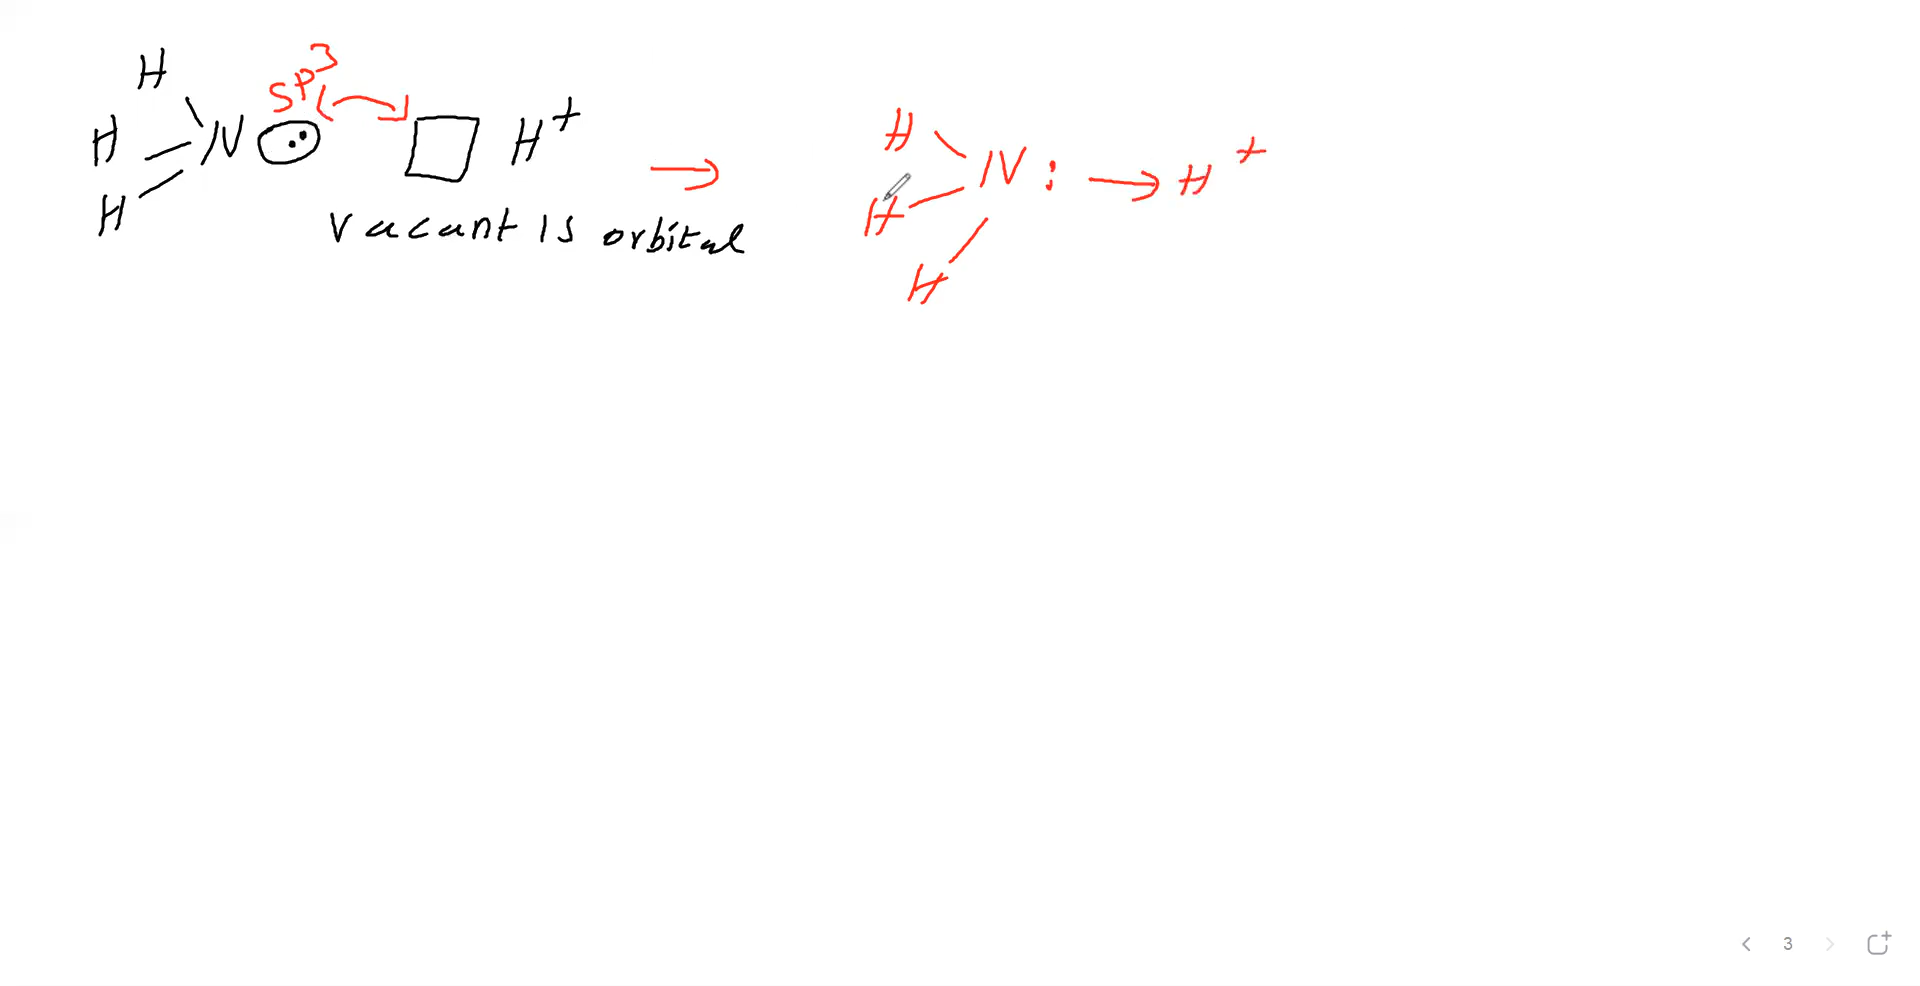 H
SP³
H N : H⁺
H
vacant 1s orbital
→
H
N : → H⁺
H
H
3